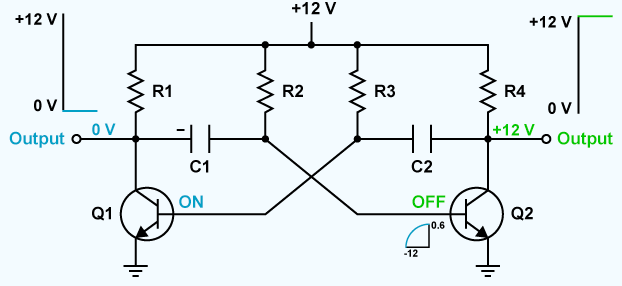 +12 V
+12 V
+12 V
R1
R2
R3
R4
0 V
0 V
Output
0 V
–
+12 V
Output
C1
C2
ON
OFF
Q1
Q2
0.6
-12